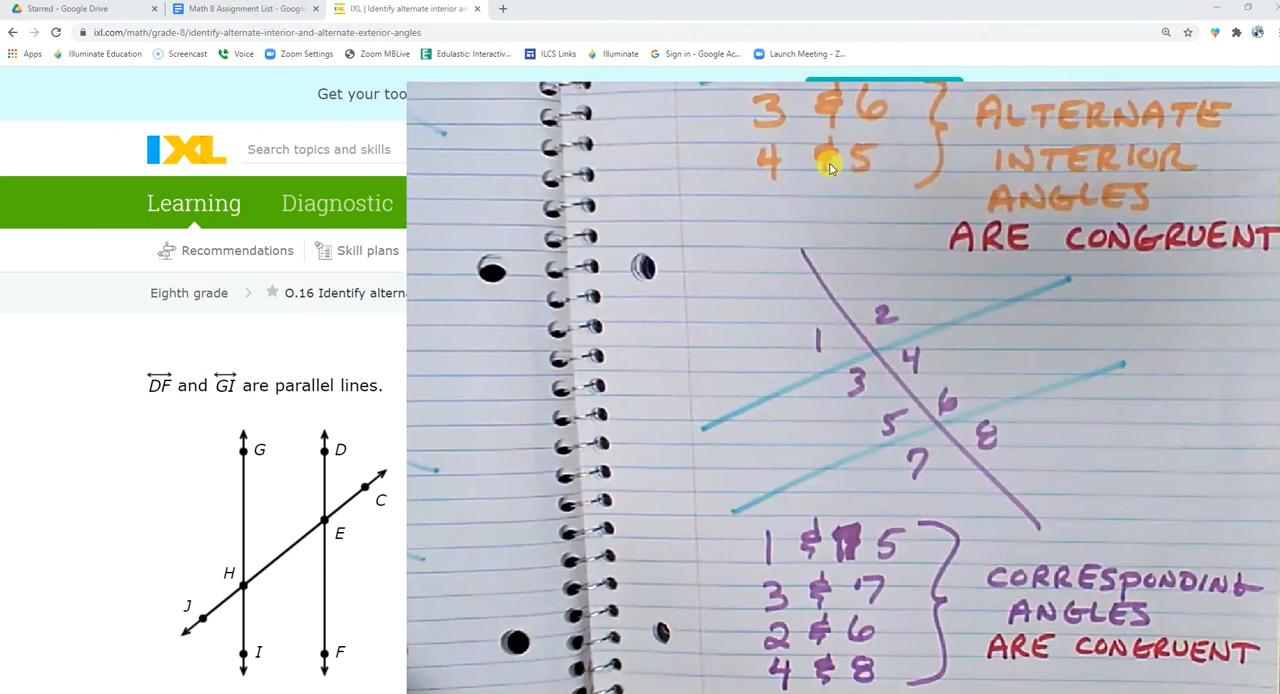 Starred - Google Drive
Math 8 Assignment List - Google
IXL | Identify alternate interior an
ixl.com/math/grade-8/identify-alternate-interior-and-alternate-exterior-angles
Apps Illuminate Education Screencast Voice Zoom Settings Zoom MBLive Edulastic: Interactiv... ILCS Links Illuminate Sign in - Google Ac... Launch Meeting - Z...
Get your too
IXL Search topics and skills
Learning Diagnostic
Recommendations Skill plans
Eighth grade > O.16 Identify altern
DF and GI are parallel lines.
G
D
C
E
H
J
I
F
3 & 6 ALTERNATE
4 & 5 INTERIOR
ANGLES
ARE CONGRUENT
2
1
4
3
6
5
8
7
1 & 5
3 & 7 CORRESPONDING
2 & 6 ANGLES
4 & 8 ARE CONGRUENT